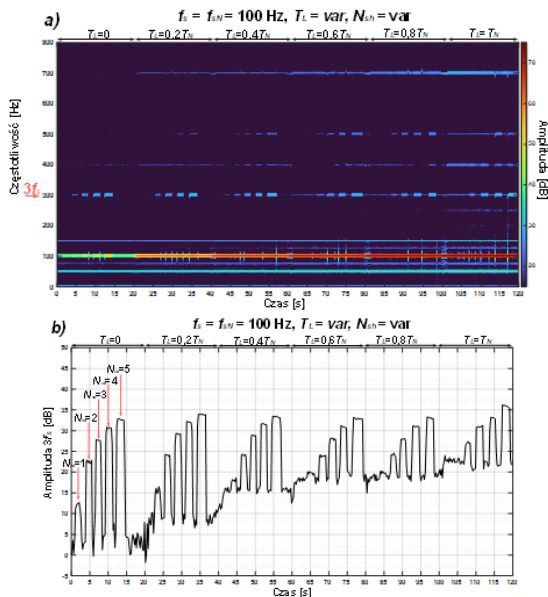 fs = fsN = 100 Hz, TL = var, Nsh = var
a)
TL=0 TL=0,2TN TL=0,4TN TL=0,6TN TL=0,8TN TL=TN
Częstotliwość [Hz]
800
700
600
500
400
300
200
100
0
3fs
0 5 10 15 20 25 30 35 40 45 50 55 60 65 70 75 80 85 90 95 100 105 110 115 120
Czas [s]
70
60
50
40
30
20
Amplituda [dB]
b)
fs = fsN = 100 Hz, TL = var, Nsh = var
TL=0 TL=0,2TN TL=0,4TN TL=0,6TN TL=0,8TN TL=TN
Amplituda 3fs [dB]
50
45
40
35
30
25
20
15
10
5
0
-5
Nsh=5
Nsh=4
Nsh=3
Nsh=2
Nsh=1
0 5 10 15 20 25 30 35 40 45 50 55 60 65 70 75 80 85 90 95 100 105 110 115 120
Czas [s]